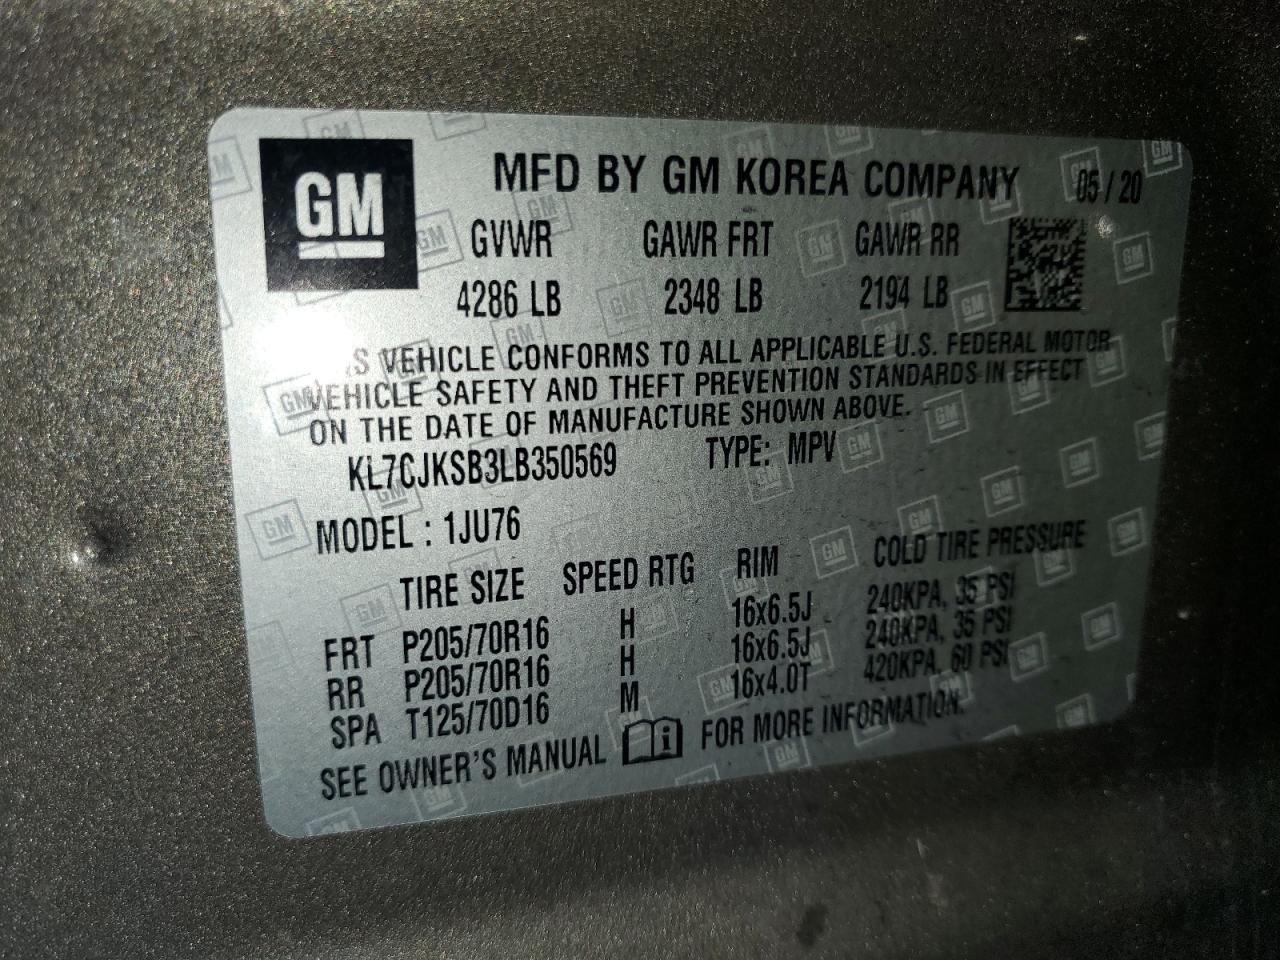 GM
MFD BY GM KOREA COMPANY 05/20
GVWR GAWR FRT GAWR RR
4286 LB 2348 LB 2194 LB
S VEHICLE CONFORMS TO ALL APPLICABLE U.S. FEDERAL MOTOR
VEHICLE SAFETY AND THEFT PREVENTION STANDARDS IN EFFECT
ON THE DATE OF MANUFACTURE SHOWN ABOVE.
KL7CJKSB3LB350569 TYPE: MPV
MODEL : 1JU76
TIRE SIZE SPEED RTG RIM COLD TIRE PRESSURE
FRT P205/70R16 H 16x6.5J 240KPA, 35 PSI
RR P205/70R16 H 16x6.5J 240KPA, 35 PSI
SPA T125/70D16 M 16x4.0T 420KPA, 60 PSI
SEE OWNER'S MANUAL FOR MORE INFORMATION.